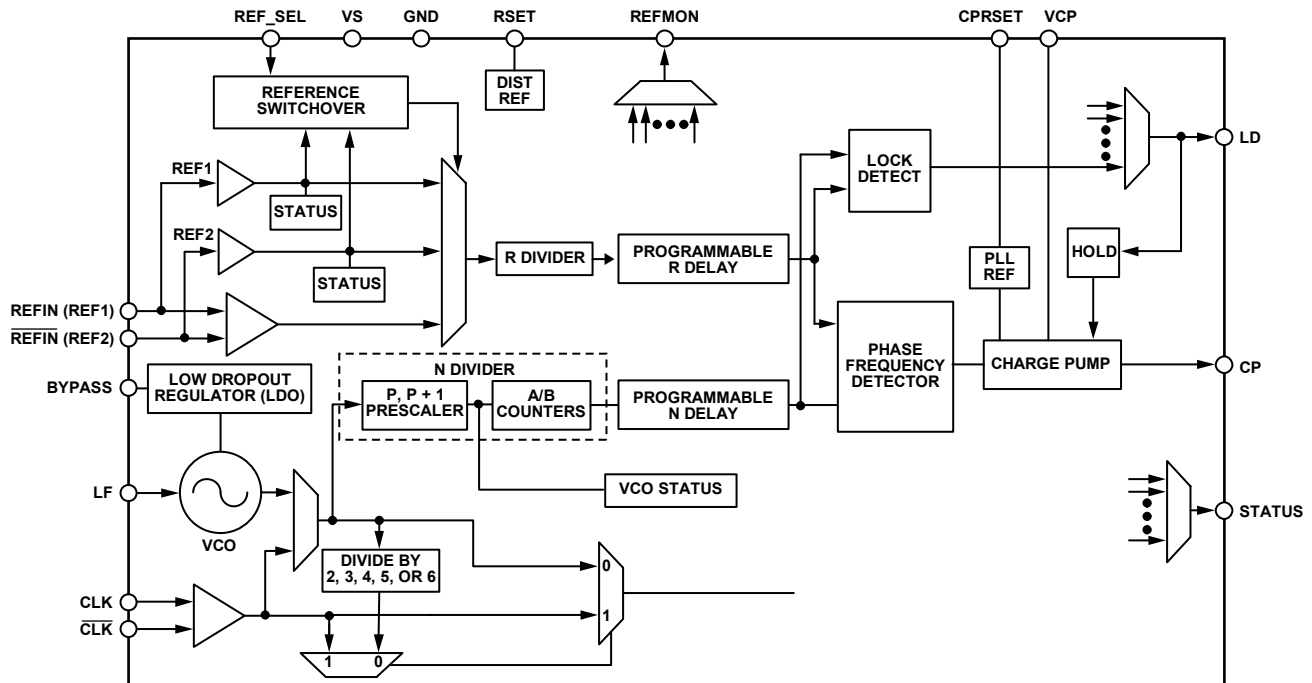 REF_SEL
VS
GND
RSET
REFMON
CPRSET
VCP
DIST
REF
REFERENCE
SWITCHOVER
REF1
STATUS
REF2
STATUS
LOCK
DETECT
LD
HOLD
R DIVIDER
PROGRAMMABLE
R DELAY
PLL
REF
REFIN (REF1)
REFIN (REF2)
BYPASS
LOW DROPOUT
REGULATOR (LDO)
N DIVIDER
P, P + 1
PRESCALER
A/B
COUNTERS
PROGRAMMABLE
N DELAY
PHASE
FREQUENCY
DETECTOR
CHARGE PUMP
CP
LF
VCO
VCO STATUS
STATUS
DIVIDE BY
2, 3, 4, 5, OR 6
0
1
CLK
CLK
1
0